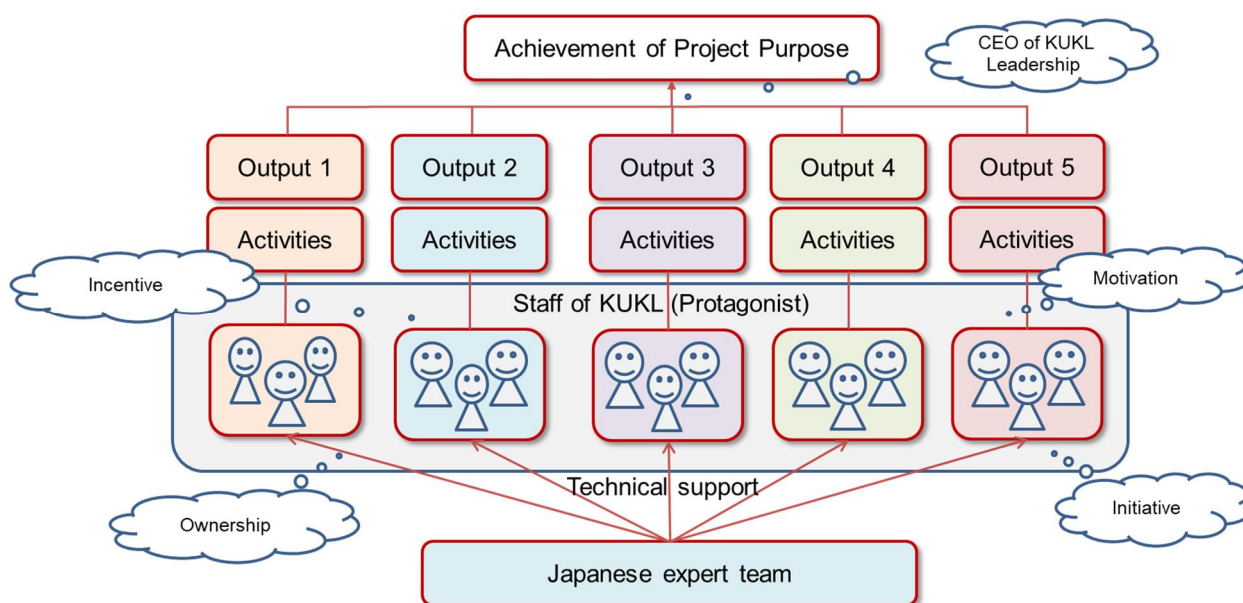 Achievement of Project Purpose
CEO of KUKL
Leadership
Output 1
Output 2
Output 3
Output 4
Output 5
Activities
Activities
Activities
Activities
Activities
Incentive
Motivation
Staff of KUKL (Protagonist)
Technical support
Ownership
Initiative
Japanese expert team